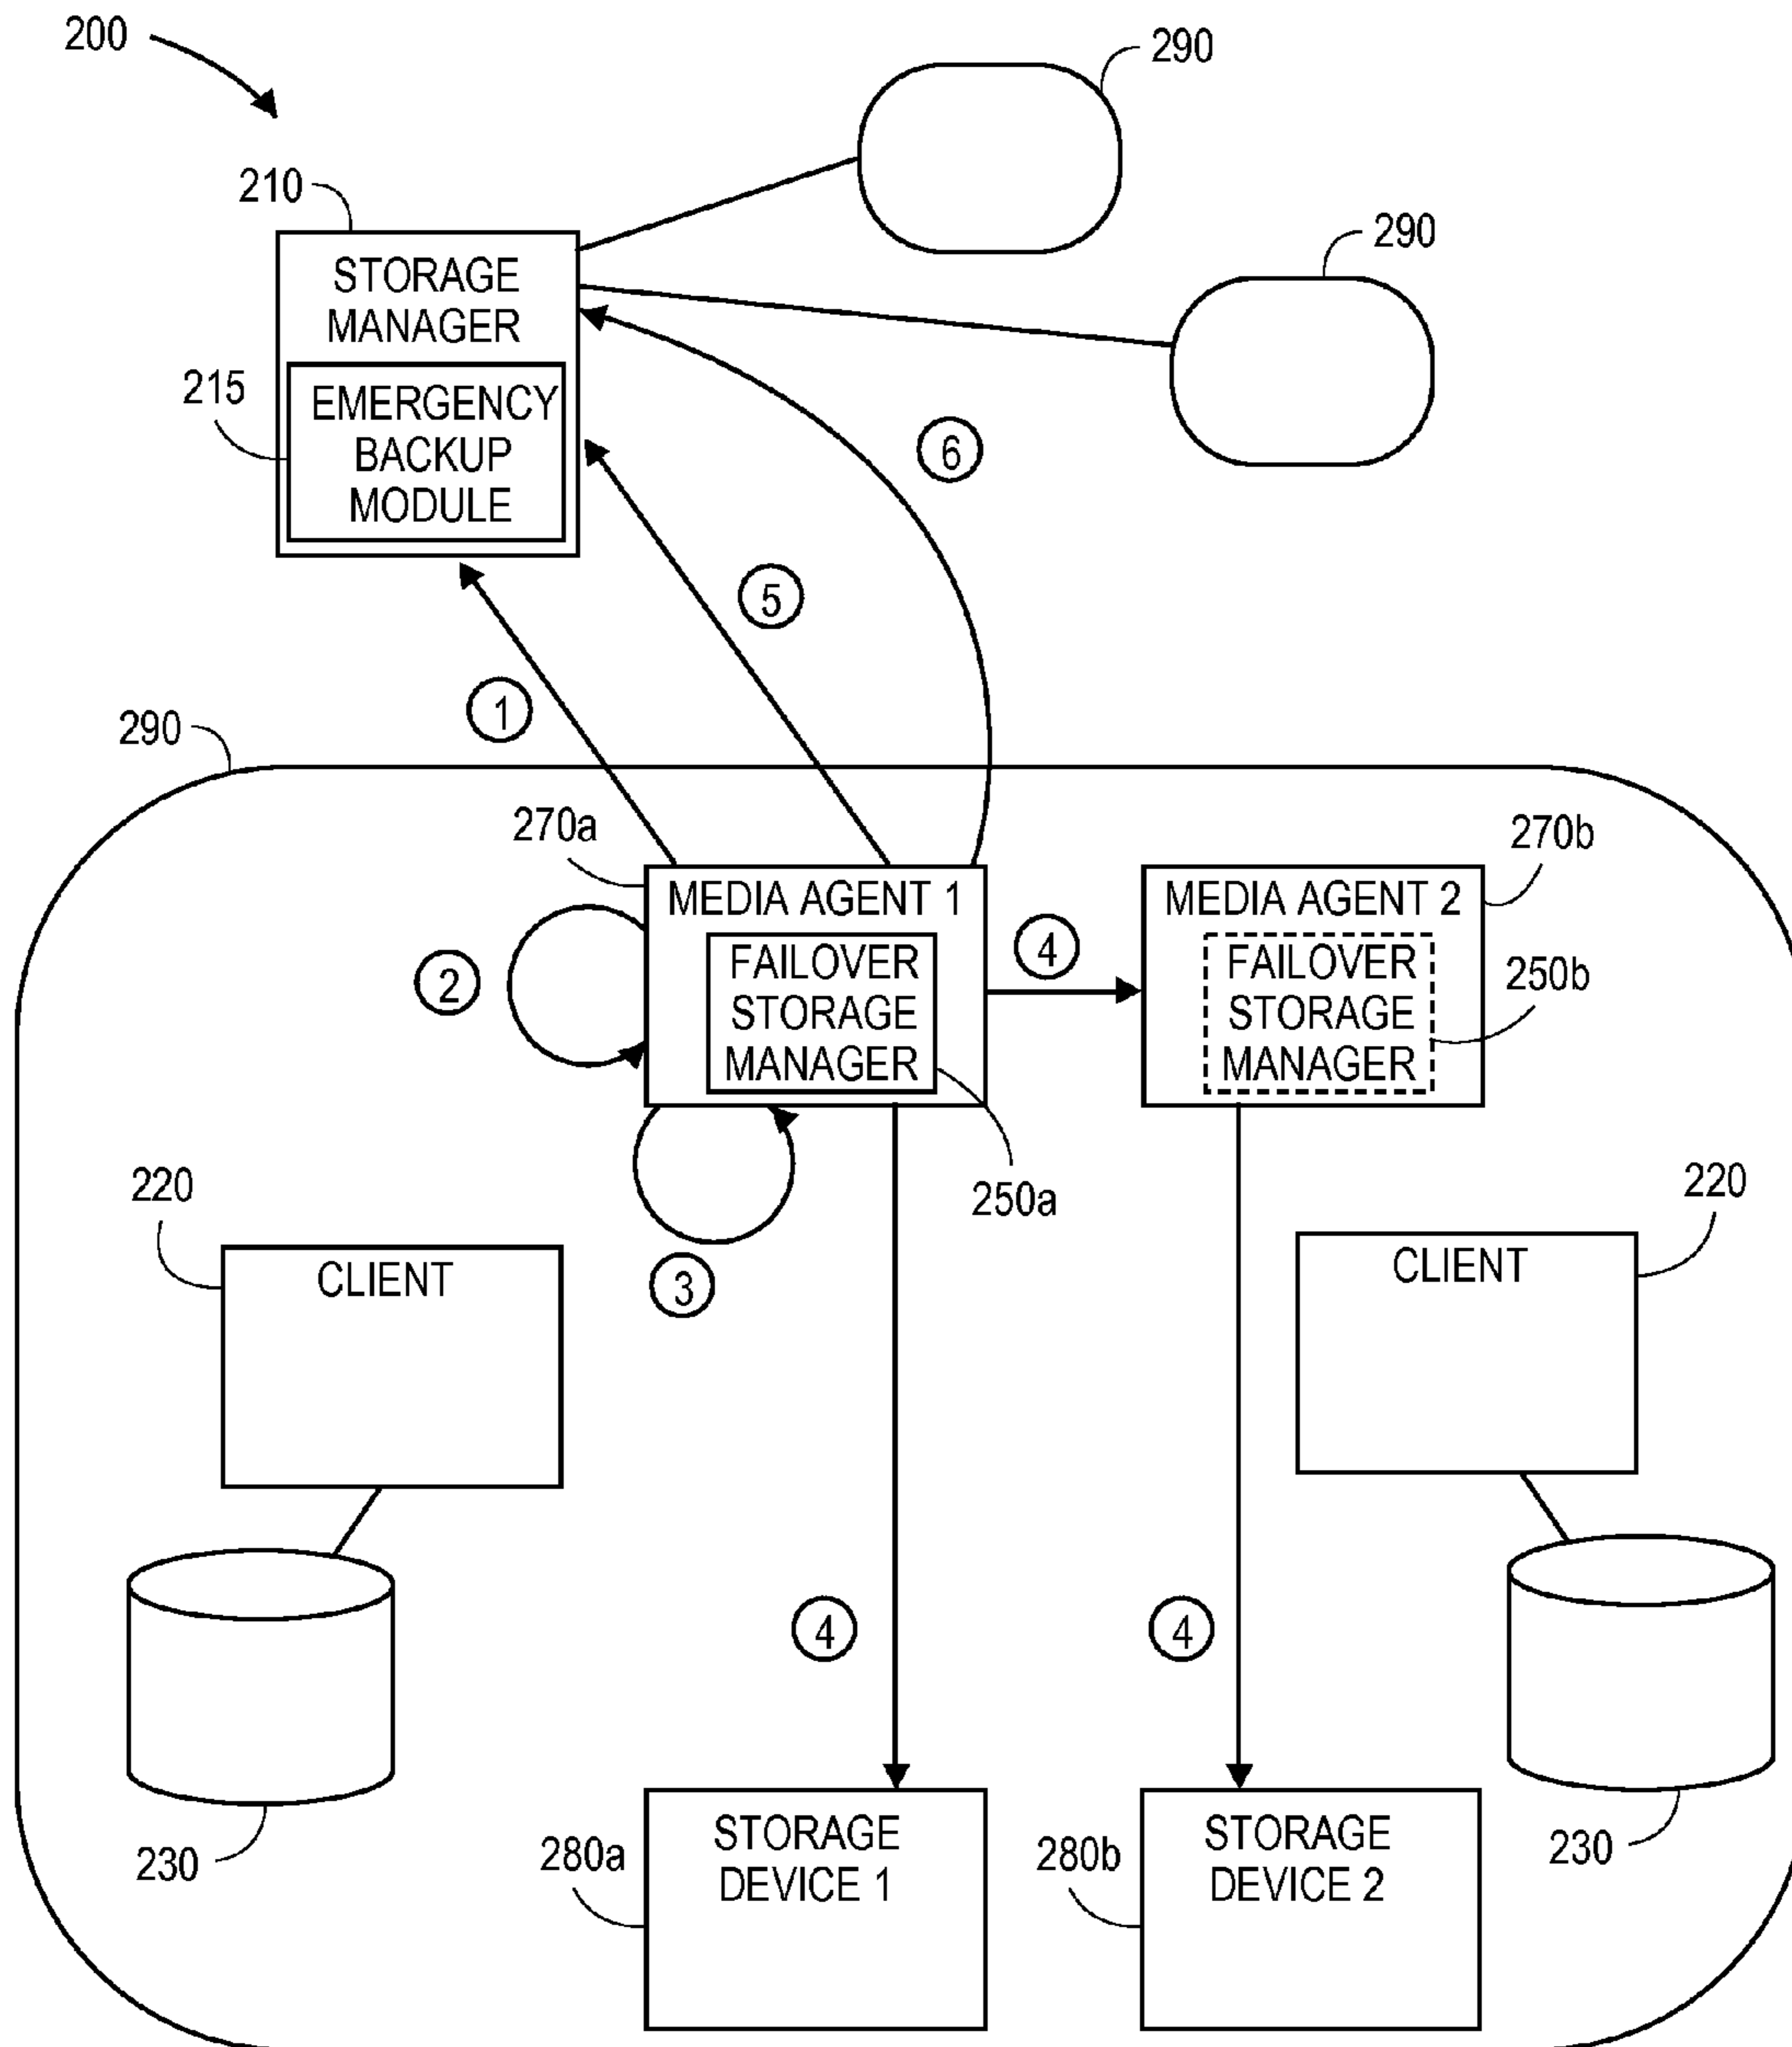 200
290
210
290
STORAGE
MANAGER
215
EMERGENCY
BACKUP
MODULE
6
5
1
290
270a
270b
MEDIA AGENT 1
MEDIA AGENT 2
4
2
FAILOVER
STORAGE
MANAGER
FAILOVER
STORAGE
MANAGER
250b
250a
220
220
CLIENT
CLIENT
3
4
4
230
280a
STORAGE
DEVICE 1
280b
STORAGE
DEVICE 2
230